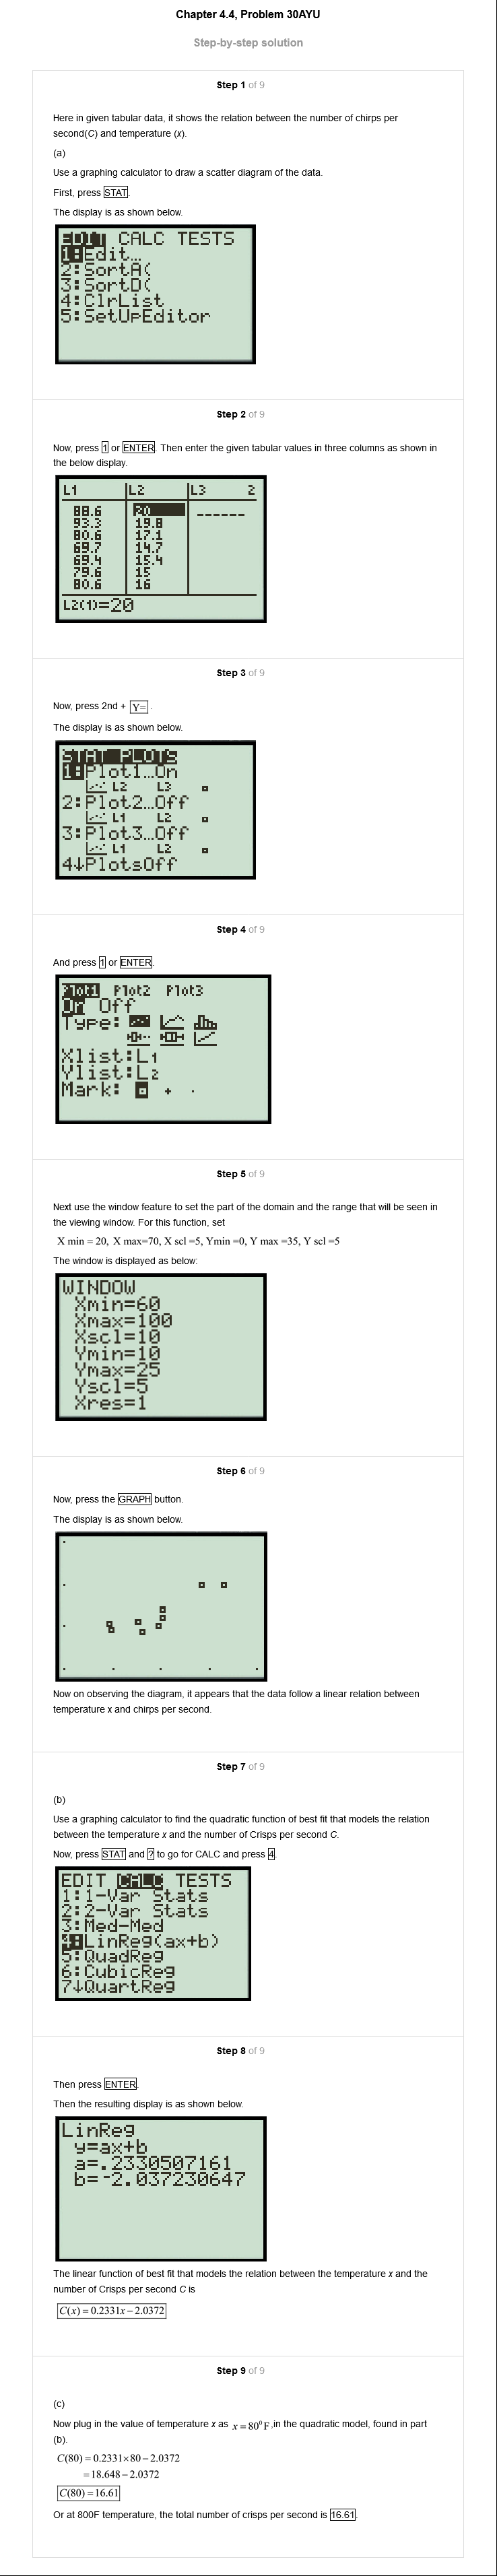 Chapter 4.4, Problem 30AYU
Step-by-step solution
Step 1 of 9
Here in given tabular data, it shows the relation between the number of chirps per
second(C) and temperature (x).
(a)
Use a graphing calculator to draw a scatter diagram of the data.
First, press STAT.
The display is as shown below.
EDIT CALC TESTS
1:Edit…
2:SortA(
3:SortD(
4:ClrList
5:SetUpEditor
Step 2 of 9
Now, press 1 or ENTER. Then enter the given tabular values in three columns as shown in
the below display.
L1 L2 L3 2
88.6 20 ------
93.3 19.8
80.6 17.1
69.7 14.7
69.4 15.4
79.6 15
80.6 16
L2(1)=20
Step 3 of 9
Now, press 2nd + Y= .
The display is as shown below.
STAT PLOTS
1:Plot1…On
L2 L3
2:Plot2…Off
L1 L2
3:Plot3…Off
L1 L2
4↓PlotsOff
Step 4 of 9
And press 1 or ENTER.
Plot1 Plot2 Plot3
On Off
Type:
Xlist:L1
Ylist:L2
Mark: + ·
Step 5 of 9
Next use the window feature to set the part of the domain and the range that will be seen in
the viewing window. For this function, set
X min = 20, X max=70, X scl =5, Ymin =0, Y max =35, Y scl =5
The window is displayed as below:
WINDOW
Xmin=60
Xmax=100
Xscl=10
Ymin=10
Ymax=25
Yscl=5
Xres=1
Step 6 of 9
Now, press the GRAPH button.
The display is as shown below.
Now on observing the diagram, it appears that the data follow a linear relation between
temperature x and chirps per second.
Step 7 of 9
(b)
Use a graphing calculator to find the quadratic function of best fit that models the relation
between the temperature x and the number of Crisps per second C.
Now, press STAT and ? to go for CALC and press 4.
EDIT CALC TESTS
1:1-Var Stats
2:2-Var Stats
3:Med-Med
4:LinReg(ax+b)
5:QuadReg
6:CubicReg
7↓QuartReg
Step 8 of 9
Then press ENTER.
Then the resulting display is as shown below.
LinReg
y=ax+b
a=.2330507161
b=-2.037230647
The linear function of best fit that models the relation between the temperature x and the
number of Crisps per second C is
C(x) = 0.2331x − 2.0372
Step 9 of 9
(c)
Now plug in the value of temperature x as x = 80⁰ F ,in the quadratic model, found in part
(b).
C(80) = 0.2331×80 − 2.0372
= 18.648 − 2.0372
C(80) = 16.61
Or at 800F temperature, the total number of crisps per second is 16.61.